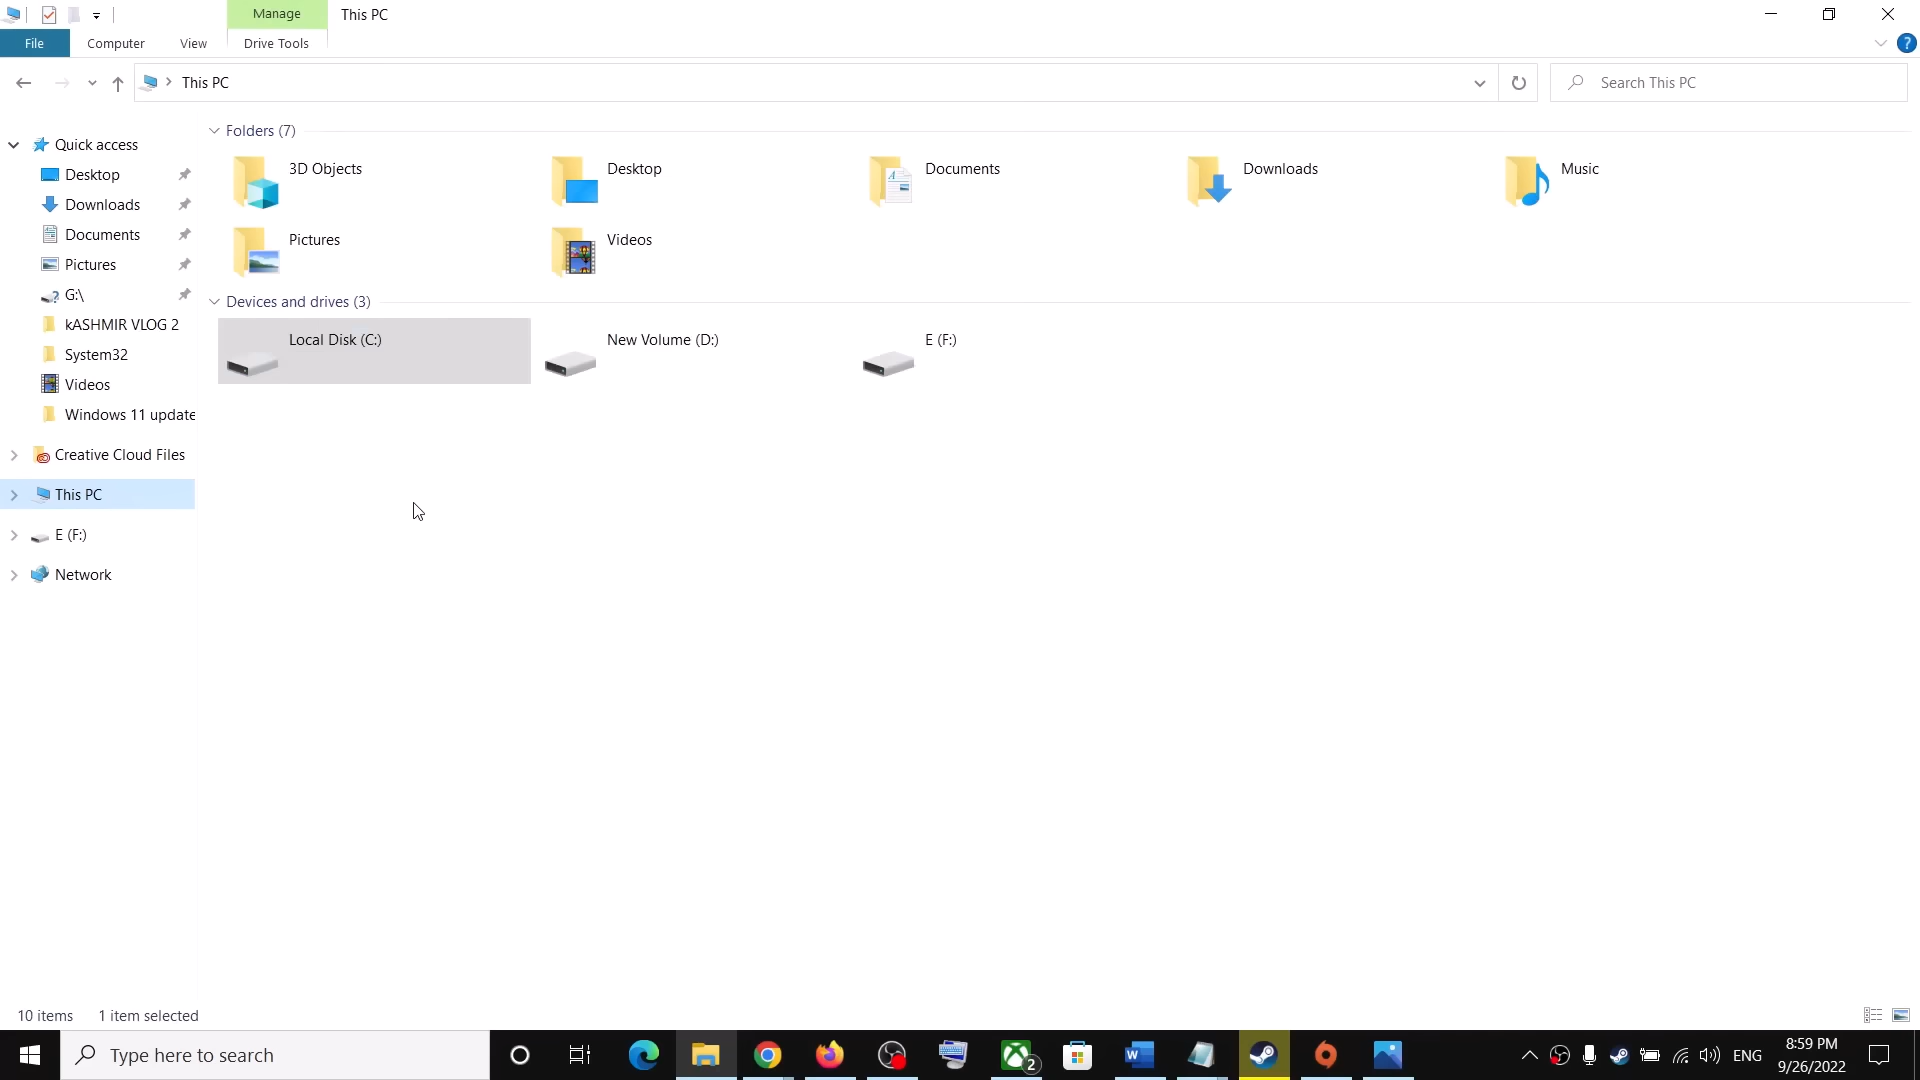 Manage
This PC
File
Computer
View
Drive Tools
This PC
Search This PC
Quick access
Desktop
Downloads
Documents
Pictures
G:\
kASHMIR VLOG 2
System32
Videos
Windows 11 update
Creative Cloud Files
This PC
E (F:)
Network
Folders (7)
3D Objects
Desktop
Documents
Downloads
Music
Pictures
Videos
Devices and drives (3)
Local Disk (C:)
New Volume (D:)
E (F:)
10 items
1 item selected
Type here to search
2
ENG
8:59 PM
9/26/2022